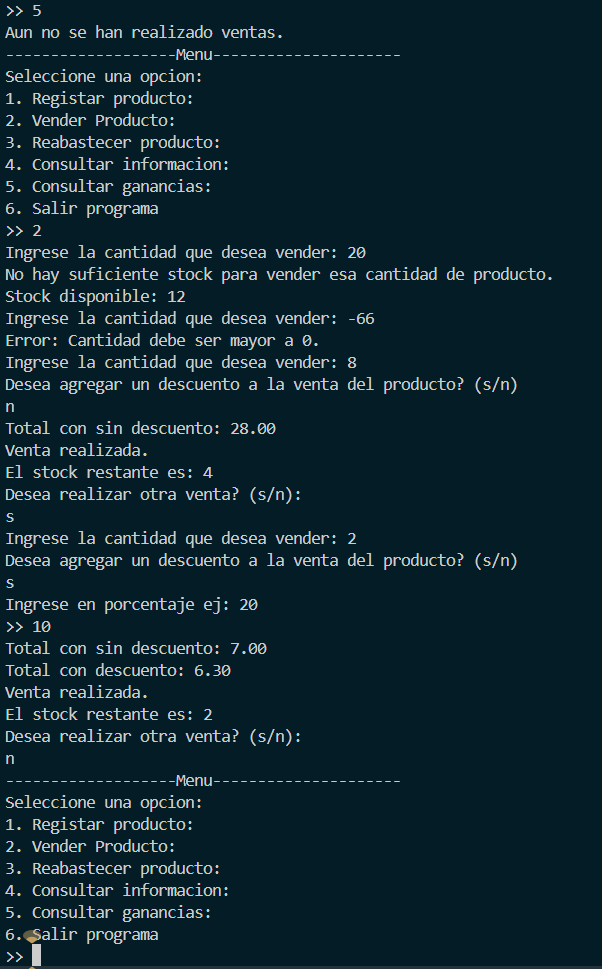 >> 5
Aun no se han realizado ventas.
-------------------Menu---------------------
Seleccione una opcion:
1. Registar producto:
2. Vender Producto:
3. Reabastecer producto:
4. Consultar informacion:
5. Consultar ganancias:
6. Salir programa
>> 2
Ingrese la cantidad que desea vender: 20
No hay suficiente stock para vender esa cantidad de producto.
Stock disponible: 12
Ingrese la cantidad que desea vender: -66
Error: Cantidad debe ser mayor a 0.
Ingrese la cantidad que desea vender: 8
Desea agregar un descuento a la venta del producto? (s/n)
n
Total con sin descuento: 28.00
Venta realizada.
El stock restante es: 4
Desea realizar otra venta? (s/n):
s
Ingrese la cantidad que desea vender: 2
Desea agregar un descuento a la venta del producto? (s/n)
s
Ingrese en porcentaje ej: 20
>> 10
Total con sin descuento: 7.00
Total con descuento: 6.30
Venta realizada.
El stock restante es: 2
Desea realizar otra venta? (s/n):
n
-------------------Menu---------------------
Seleccione una opcion:
1. Registar producto:
2. Vender Producto:
3. Reabastecer producto:
4. Consultar informacion:
5. Consultar ganancias:
6. Salir programa
>>